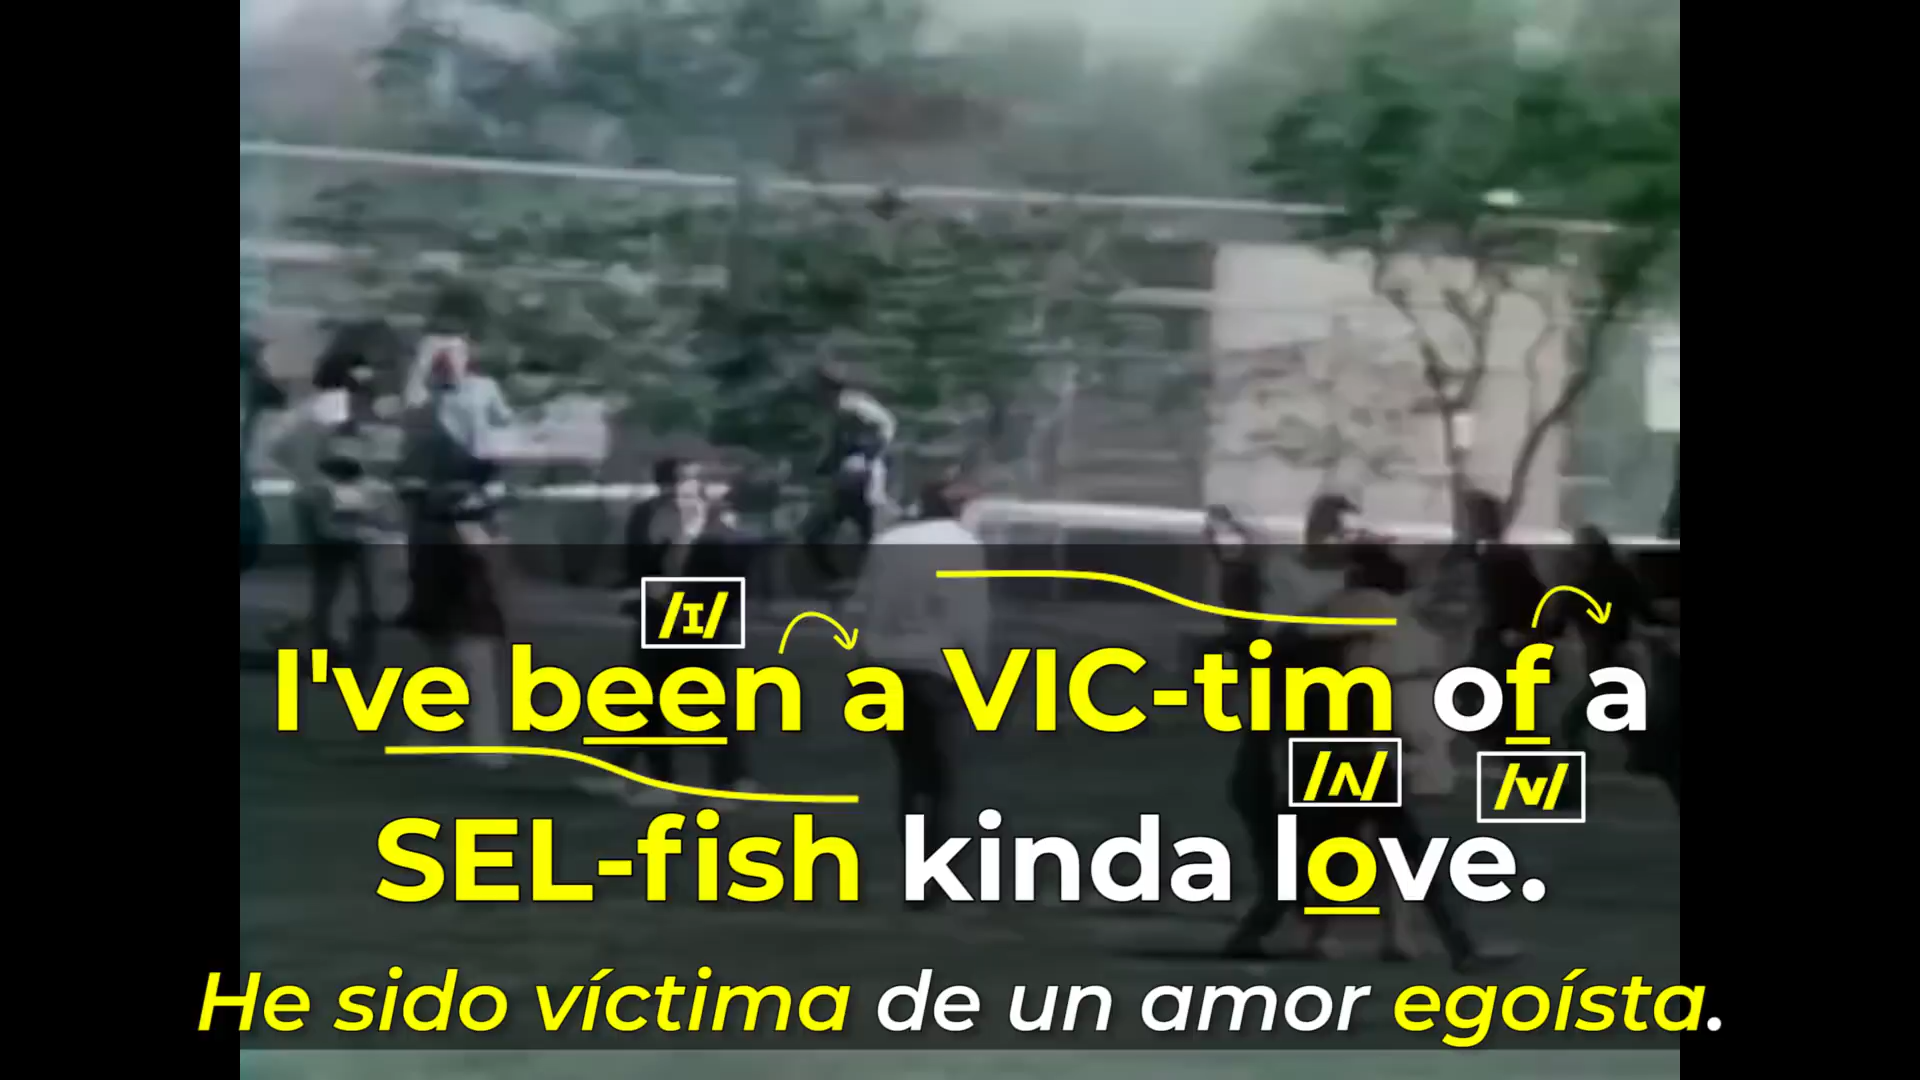 /ɪ/
I've been a VIC-tim of a
/ʌ/ /v/
SEL-fish kinda love.
He sido víctima de un amor egoísta.